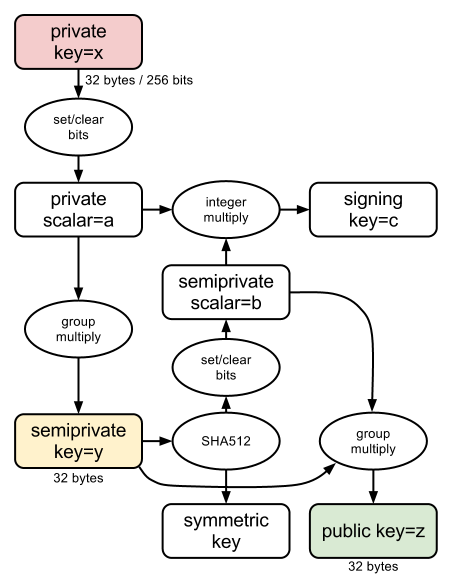 private
key=x
32 bytes / 256 bits
set/clear
bits
private
scalar=a
integer
multiply
signing
key=c
semiprivate
scalar=b
group
multiply
set/clear
bits
semiprivate
key=y
32 bytes
SHA512
group
multiply
symmetric
key
public key=z
32 bytes